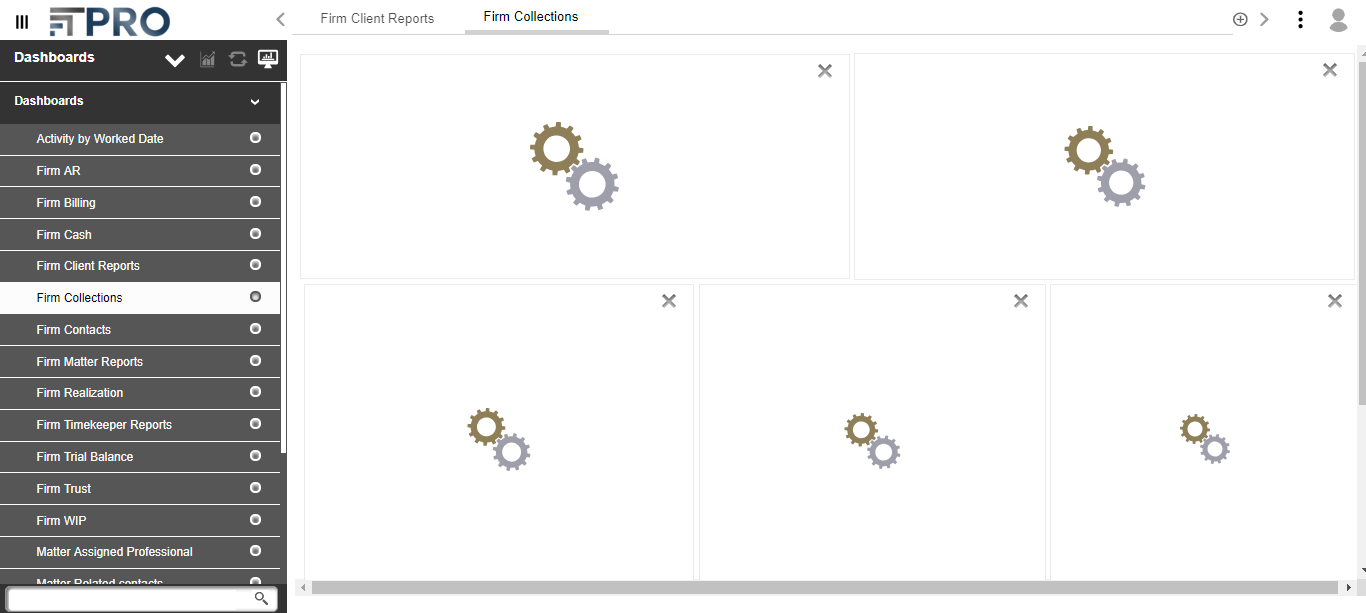 FTPRO
Firm Client Reports
Firm Collections
Dashboards
Dashboards
Activity by Worked Date
Firm AR
Firm Billing
Firm Cash
Firm Client Reports
Firm Collections
Firm Contacts
Firm Matter Reports
Firm Realization
Firm Timekeeper Reports
Firm Trial Balance
Firm Trust
Firm WIP
Matter Assigned Professional
Matter Related contacts